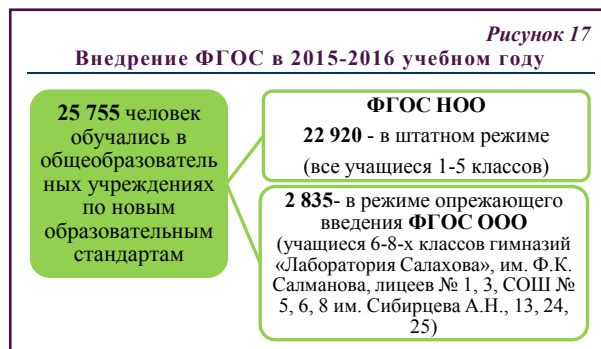 Рисунок 17
Внедрение ФГОС в 2015-2016 учебном году
25 755 человек
обучались в
общеобразователь
ных учреждениях
по новым
образовательным
стандартам
ФГОС НОО
22 920 - в штатном режиме
(все учащиеся 1-5 классов)
2 835- в режиме опрежающего
введения ФГОС ООО
(учащиеся 6-8-х классов гимназий
«Лаборатория Салахова», им. Ф.К.
Салманова, лицеев № 1, 3, СОШ №
5, 6, 8 им. Сибирцева А.Н., 13, 24,
25)